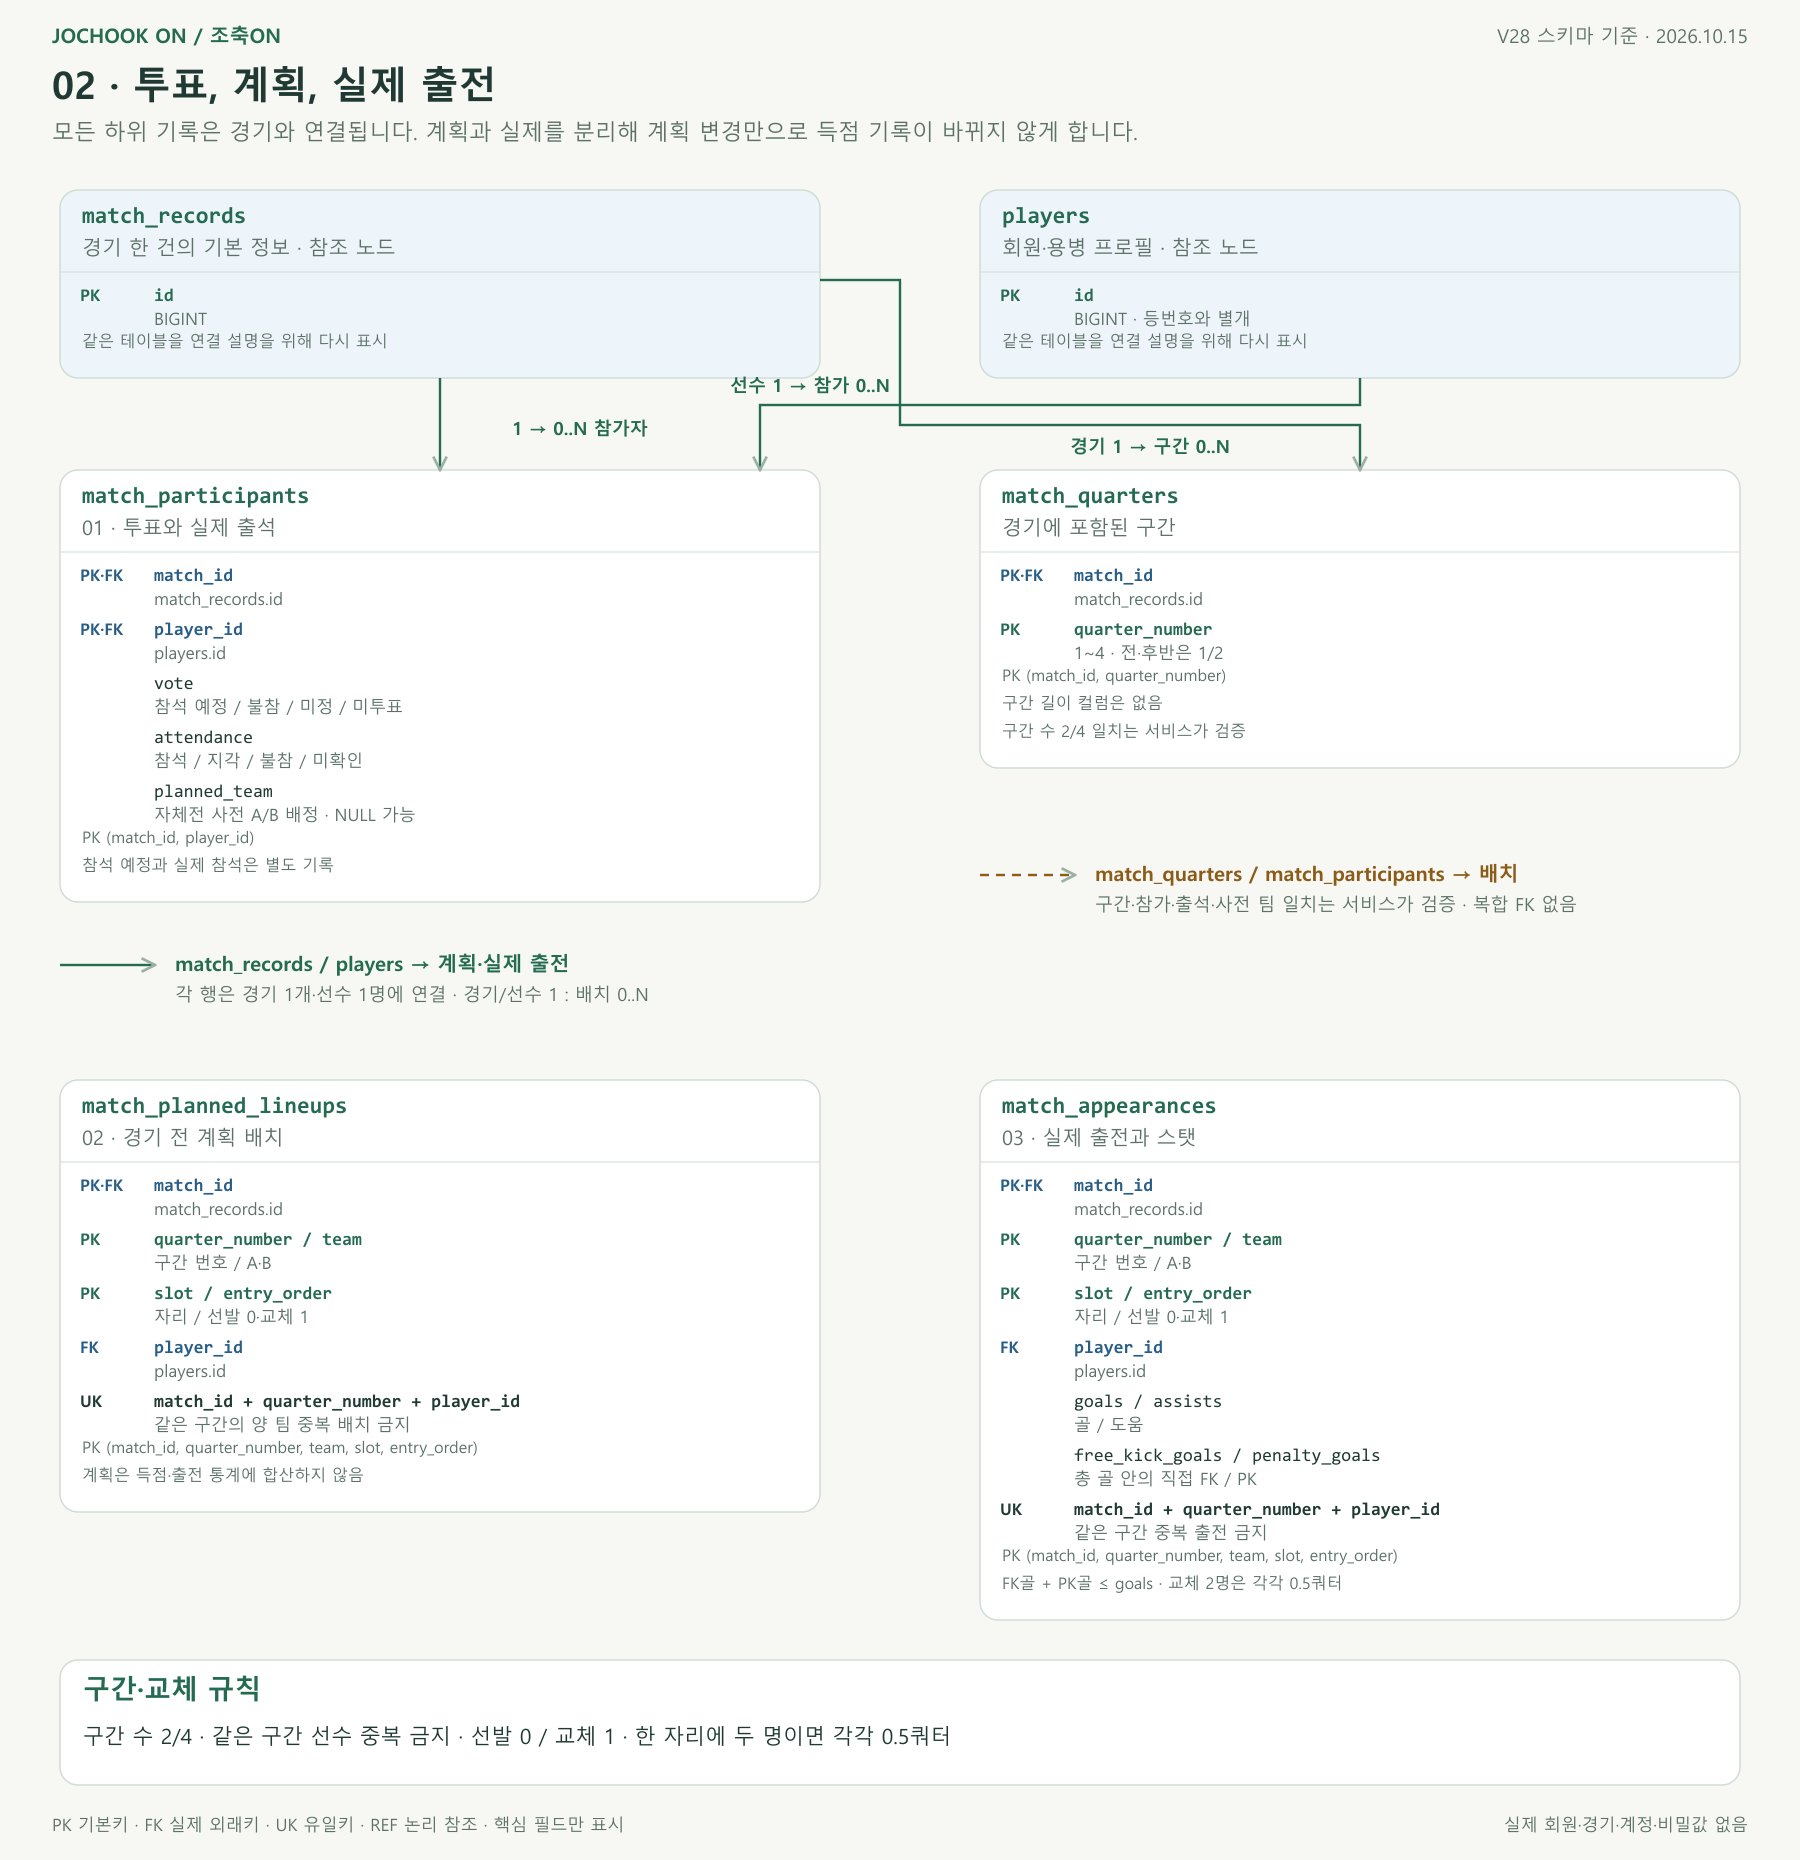 JOCHOOK ON / 조축ON
V28 스키마 기준 · 2026.10.15
02 · 투표, 계획, 실제 출전
모든 하위 기록은 경기와 연결됩니다. 계획과 실제를 분리해 계획 변경만으로 득점 기록이 바뀌지 않게 합니다.
match_records
경기 한 건의 기본 정보 · 참조 노드
PK id
BIGINT
같은 테이블을 연결 설명을 위해 다시 표시
players
회원·용병 프로필 · 참조 노드
PK id
BIGINT · 등번호와 별개
같은 테이블을 연결 설명을 위해 다시 표시
선수 1 → 참가 0..N
1 → 0..N 참가자
경기 1 → 구간 0..N
match_participants
01 · 투표와 실제 출석
PK·FK match_id
match_records.id
PK·FK player_id
players.id
vote
참석 예정 / 불참 / 미정 / 미투표
attendance
참석 / 지각 / 불참 / 미확인
planned_team
자체전 사전 A/B 배정 · NULL 가능
PK (match_id, player_id)
참석 예정과 실제 참석은 별도 기록
match_quarters
경기에 포함된 구간
PK·FK match_id
match_records.id
PK quarter_number
1~4 · 전·후반은 1/2
PK (match_id, quarter_number)
구간 길이 컬럼은 없음
구간 수 2/4 일치는 서비스가 검증
match_quarters / match_participants → 배치
구간·참가·출석·사전 팀 일치는 서비스가 검증 · 복합 FK 없음
match_records / players → 계획·실제 출전
각 행은 경기 1개·선수 1명에 연결 · 경기/선수 1 : 배치 0..N
match_planned_lineups
02 · 경기 전 계획 배치
PK·FK match_id
match_records.id
PK quarter_number / team
구간 번호 / A·B
PK slot / entry_order
자리 / 선발 0·교체 1
FK player_id
players.id
UK match_id + quarter_number + player_id
같은 구간의 양 팀 중복 배치 금지
PK (match_id, quarter_number, team, slot, entry_order)
계획은 득점·출전 통계에 합산하지 않음
match_appearances
03 · 실제 출전과 스탯
PK·FK match_id
match_records.id
PK quarter_number / team
구간 번호 / A·B
PK slot / entry_order
자리 / 선발 0·교체 1
FK player_id
players.id
goals / assists
골 / 도움
free_kick_goals / penalty_goals
총 골 안의 직접 FK / PK
UK match_id + quarter_number + player_id
같은 구간 중복 출전 금지
PK (match_id, quarter_number, team, slot, entry_order)
FK골 + PK골 ≤ goals · 교체 2명은 각각 0.5쿼터
구간·교체 규칙
구간 수 2/4 · 같은 구간 선수 중복 금지 · 선발 0 / 교체 1 · 한 자리에 두 명이면 각각 0.5쿼터
PK 기본키 · FK 실제 외래키 · UK 유일키 · REF 논리 참조 · 핵심 필드만 표시
실제 회원·경기·계정·비밀값 없음